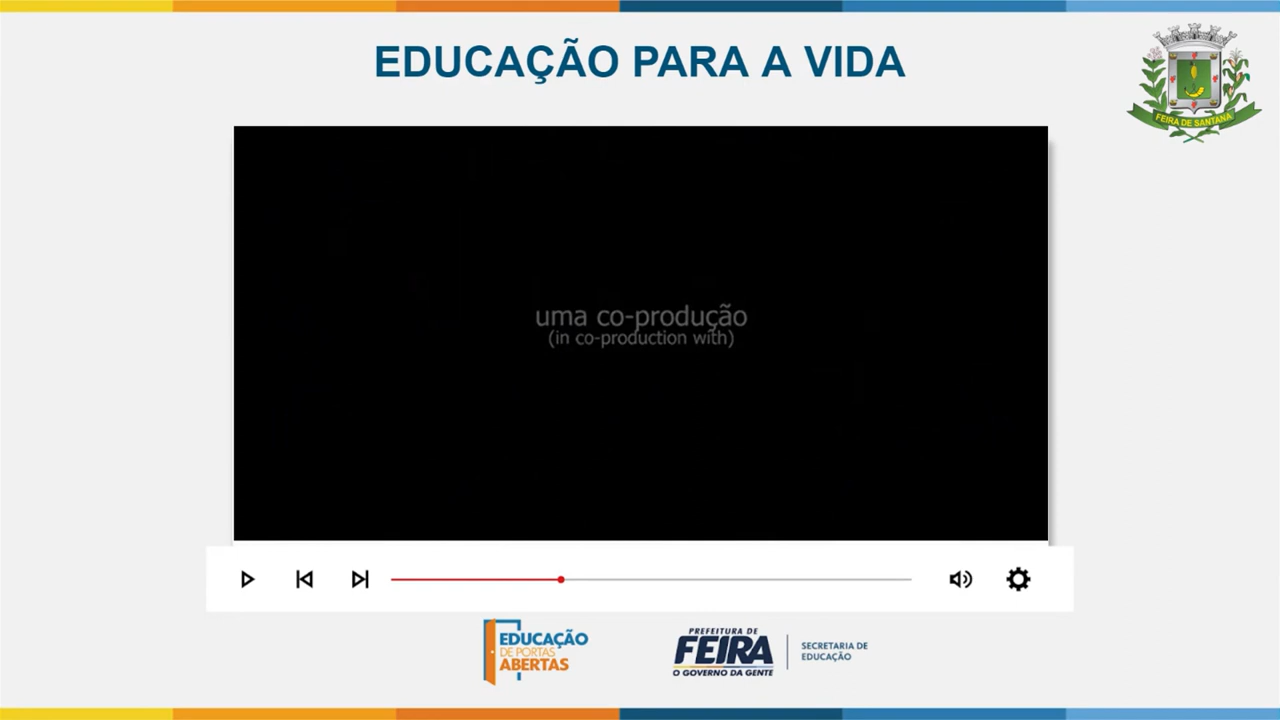 EDUCAÇÃO PARA A VIDA
FEIRA DE SANTANA
uma co-produção
(in co-production with)
EDUCAÇÃO
DE PORTAS
ABERTAS
PREFEITURA DE
FEIRA
O GOVERNO DA GENTE
SECRETARIA DE
EDUCAÇÃO